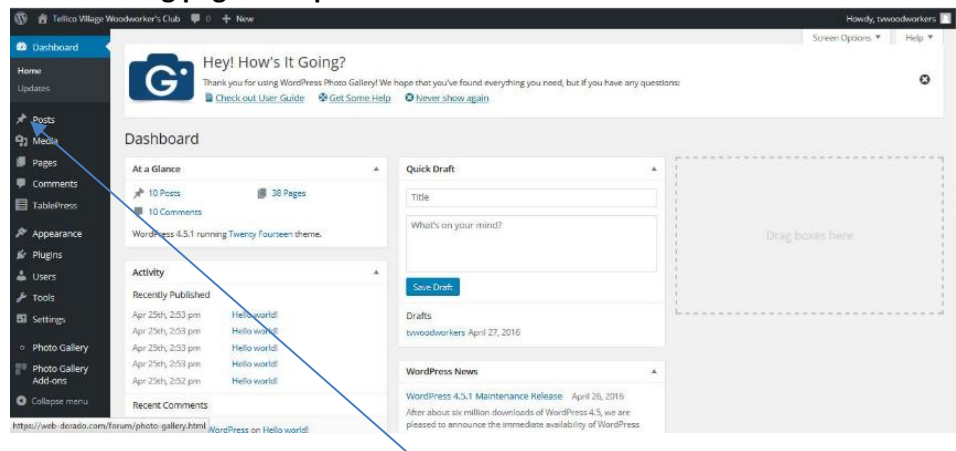 Tellico Village Woodworker's Club 0 + New
Howdy, tvwoodworkers
Screen Options ▼ Help ▼
Dashboard
Home
Updates
Posts
Media
Pages
Comments
TablePress
Appearance
Plugins
Users
Tools
Settings
Photo Gallery
Photo Gallery
Add-ons
Collapse menu
G
Hey! How's It Going?
Thank you for using WordPress Photo Gallery! We hope that you've found everything you need, but if you have any questions:
Check out User Guide Get Some Help Never show again
Dashboard
At a Glance
10 Posts 38 Pages
10 Comments
WordPress 4.5.1 running Twenty Fourteen theme.
Activity
Recently Published
Apr 25th, 2:53 pm Hello world!
Apr 25th, 2:53 pm Hello world!
Apr 25th, 2:53 pm Hello world!
Apr 25th, 2:53 pm Hello world!
Apr 25th, 2:52 pm Hello world!
Recent Comments
WordPress on Hello world!
Quick Draft
Title
What's on your mind?
Save Draft
Drafts
tvwoodworkers April 27, 2016
WordPress News
WordPress 4.5.1 Maintenance Release April 26, 2016
After about six million downloads of WordPress 4.5, we are
pleased to announce the immediate availability of WordPress
Drag boxes here
https://web-dorado.com/forum/photo-gallery.html